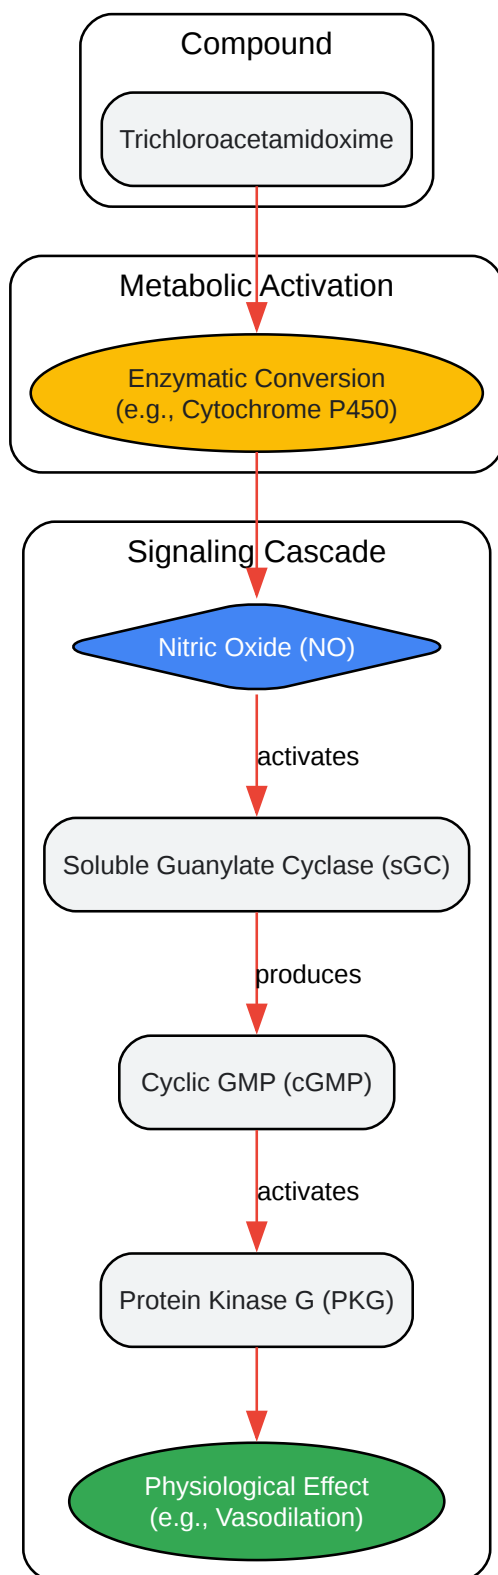 Compound
Trichloroacetamidoxime
Metabolic Activation
Enzymatic Conversion
(e.g., Cytochrome P450)
Signaling Cascade
Nitric Oxide (NO)
activates
Soluble Guanylate Cyclase (sGC)
produces
Cyclic GMP (cGMP)
activates
Protein Kinase G (PKG)
Physiological Effect
(e.g., Vasodilation)